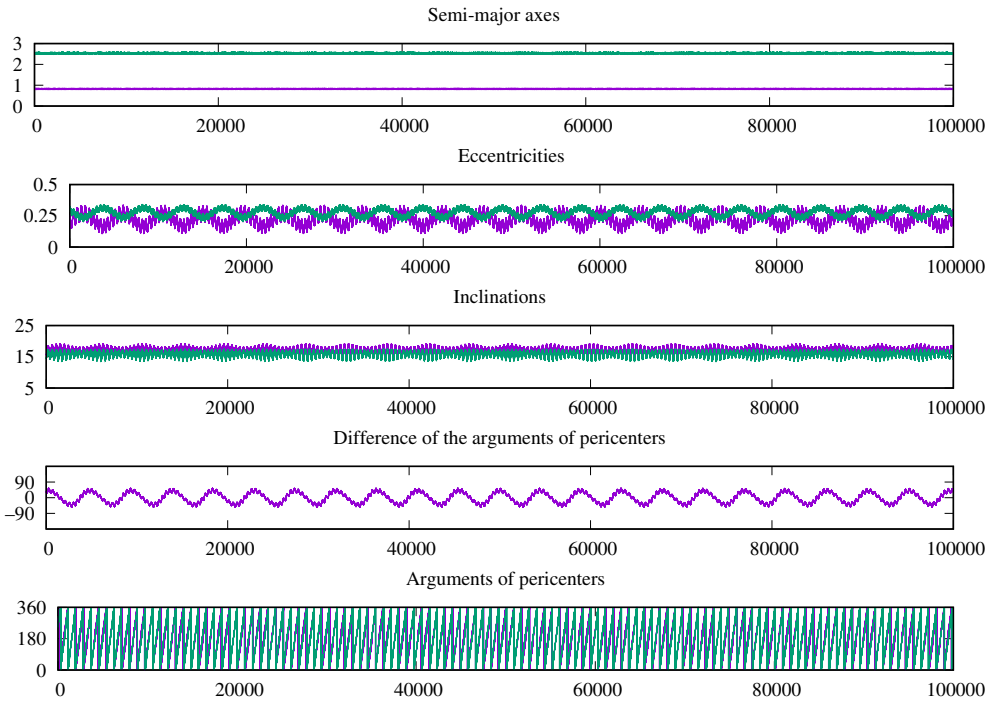 Semi-major axes
3
2
1
0
0 20000 40000 60000 80000 100000
Eccentricities
0.5
0.25
0
0 20000 40000 60000 80000 100000
Inclinations
25
15
5
0 20000 40000 60000 80000 100000
Difference of the arguments of pericenters
90
0
–90
0 20000 40000 60000 80000 100000
Arguments of pericenters
360
180
0
0 20000 40000 60000 80000 100000